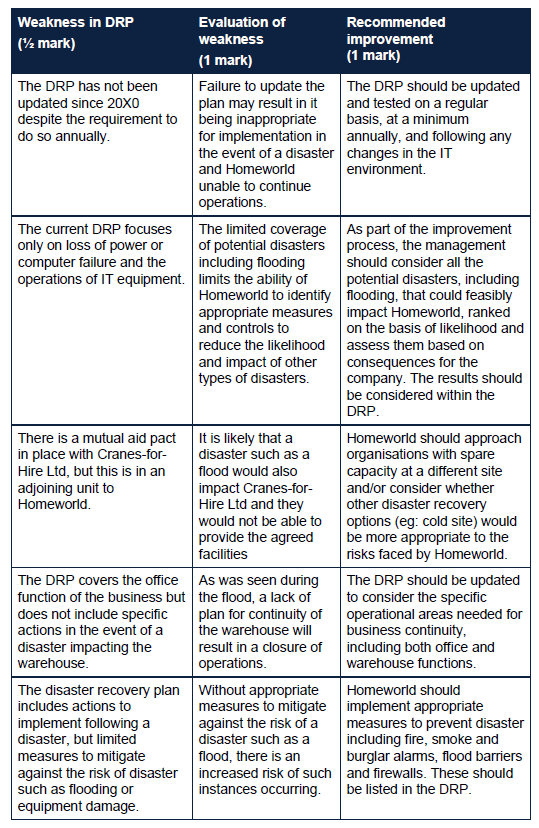 Weakness in DRP
(½ mark)
Evaluation of
weakness
(1 mark)
Recommended
improvement
(1 mark)
The DRP has not been
updated since 20X0
despite the requirement to
do so annually.
Failure to update the
plan may result in it
being inappropriate
for implementation in
the event of a disaster
and Homeworld
unable to continue
operations.
The DRP should be updated
and tested on a regular
basis, at a minimum
annually, and following any
changes in the IT
environment.
The current DRP focuses
only on loss of power or
computer failure and the
operations of IT equipment.
The limited coverage
of potential disasters
including flooding
limits the ability of
Homeworld to identify
appropriate measures
and controls to
reduce the likelihood
and impact of other
types of disasters.
As part of the improvement
process, the management
should consider all the
potential disasters, including
flooding, that could feasibly
impact Homeworld, ranked
on the basis of likelihood and
assess them based on
consequences for the
company. The results should
be considered within the
DRP.
There is a mutual aid pact
in place with Cranes-for-
Hire Ltd, but this is in an
adjoining unit to
Homeworld.
It is likely that a
disaster such as a
flood would also
impact Cranes-for-
Hire Ltd and they
would not be able to
provide the agreed
facilities
Homeworld should approach
organisations with spare
capacity at a different site
and/or consider whether
other disaster recovery
options (eg: cold site) would
be more appropriate to the
risks faced by Homeworld.
The DRP covers the office
function of the business but
does not include specific
actions in the event of a
disaster impacting the
warehouse.
As was seen during
the flood, a lack of
plan for continuity of
the warehouse will
result in a closure of
operations.
The DRP should be updated
to consider the specific
operational areas needed for
business continuity,
including both office and
warehouse functions.
The disaster recovery plan
includes actions to
implement following a
disaster, but limited
measures to mitigate
against the risk of disaster
such as flooding or
equipment damage.
Without appropriate
measures to mitigate
against the risk of a
disaster such as a
flood, there is an
increased risk of such
instances occurring.
Homeworld should
implement appropriate
measures to prevent disaster
including fire, smoke and
burglar alarms, flood barriers
and firewalls. These should
be listed in the DRP.